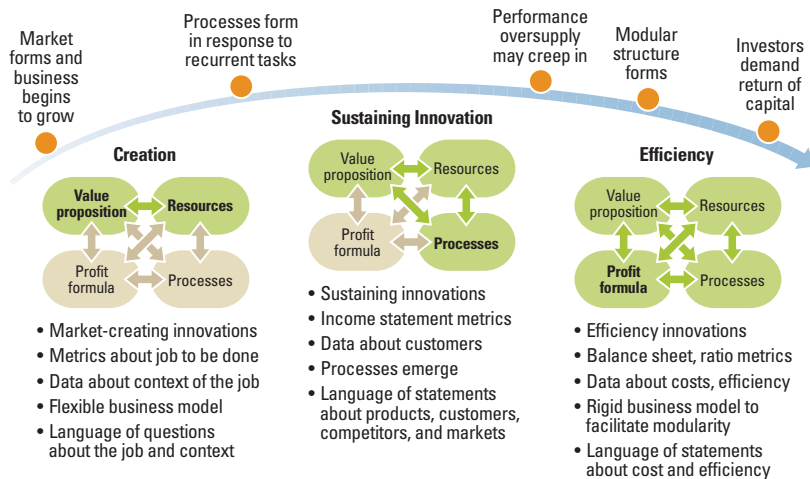 Market
forms and
business
begins
to grow
Processes form
in response to
recurrent tasks
Performance
oversupply
may creep in
Modular
structure
forms
Investors
demand
return of
capital
Creation
Value
proposition
Resources
Profit
formula
Processes
• Market-creating innovations
• Metrics about job to be done
• Data about context of the job
• Flexible business model
• Language of questions
about the job and context
Sustaining Innovation
Value
proposition
Resources
Profit
formula
Processes
• Sustaining innovations
• Income statement metrics
• Data about customers
• Processes emerge
• Language of statements
about products, customers,
competitors, and markets
Efficiency
Value
proposition
Resources
Profit
formula
Processes
• Efficiency innovations
• Balance sheet, ratio metrics
• Data about costs, efficiency
• Rigid business model to
facilitate modularity
• Language of statements
about cost and efficiency